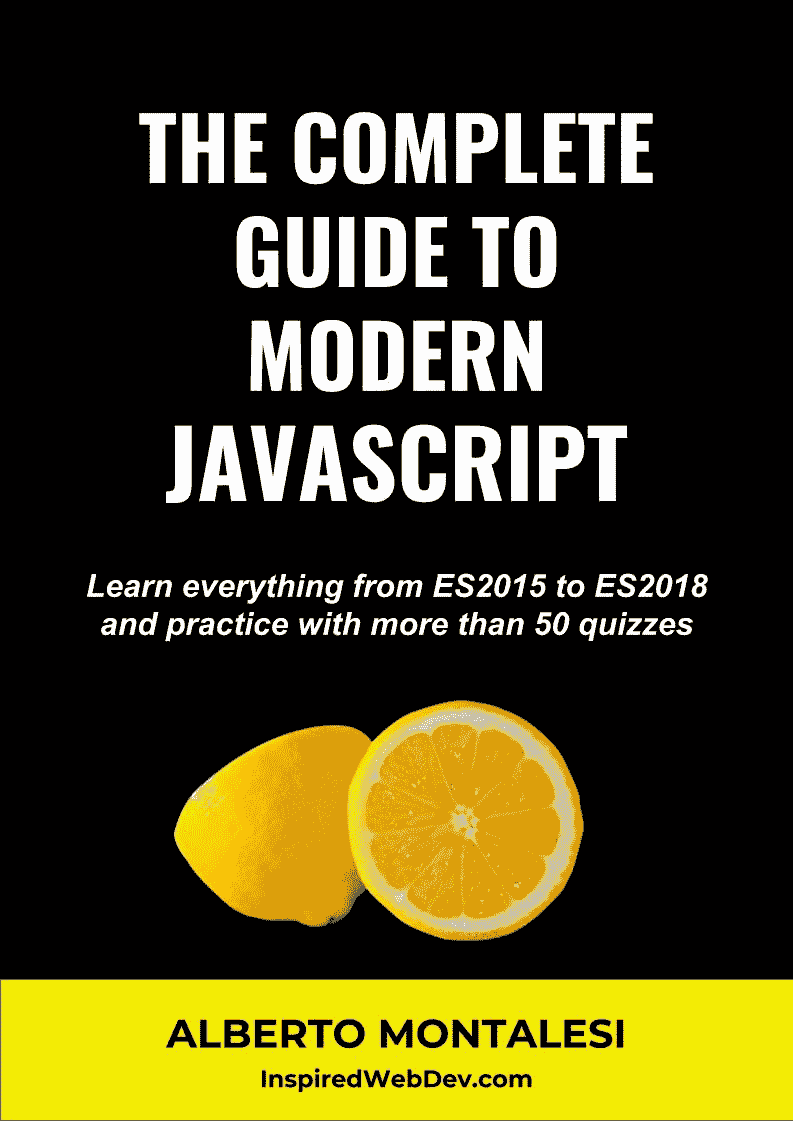 THE COMPLETE
GUIDE TO
MODERN
JAVASCRIPT
Learn everything from ES2015 to ES2018
and practice with more than 50 quizzes
ALBERTO MONTALESI
InspiredWebDev.com